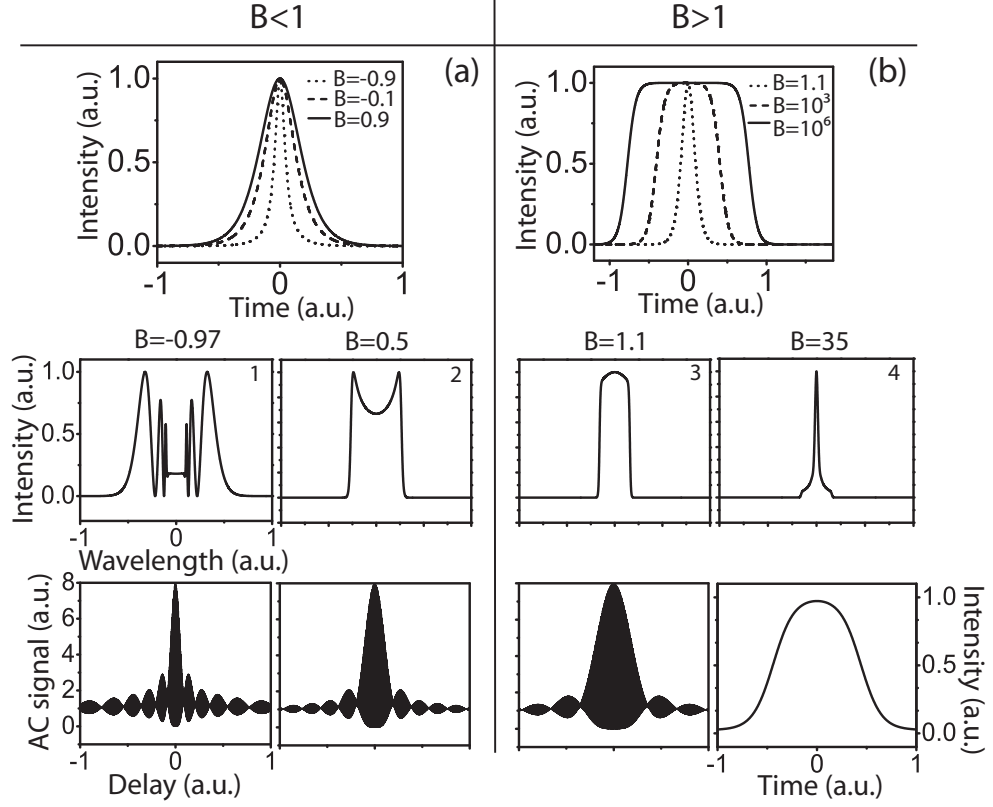 B<1
B>1
(a)
Intensity (a.u.)
1.0
0.5
0.0
B=-0.9
B=-0.1
B=0.9
-1 0 1
Time (a.u.)
(b)
Intensity (a.u.)
1.0
0.5
0.0
B=1.1
B=10³
B=10⁶
-1 0 1
Time (a.u.)
B=-0.97
B=0.5
B=1.1
B=35
Intensity (a.u.)
1.0
0.5
0.0
1
2
3
4
-1 0 1
Wavelength (a.u.)
AC signal (a.u.)
8
6
4
2
0
-1 0 1
Delay (a.u.)
1.0
0.5
0.0
Intensity (a.u.)
-1 0 1
Time (a.u.)